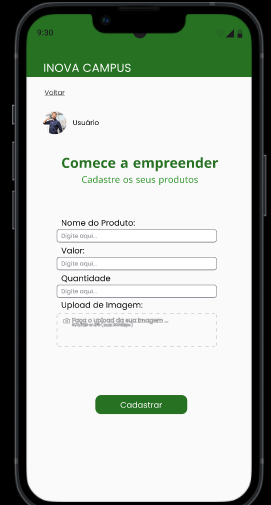 9:30
INOVA CAMPUS
Voltar
Usuário
Comece a empreender
Cadastre os seus produtos
Nome do Produto:
Digite aqui...
Valor:
Digite aqui...
Quantidade
Digite aqui...
Upload de Imagem:
Faça o upload da sua imagem ...
Cadastrar